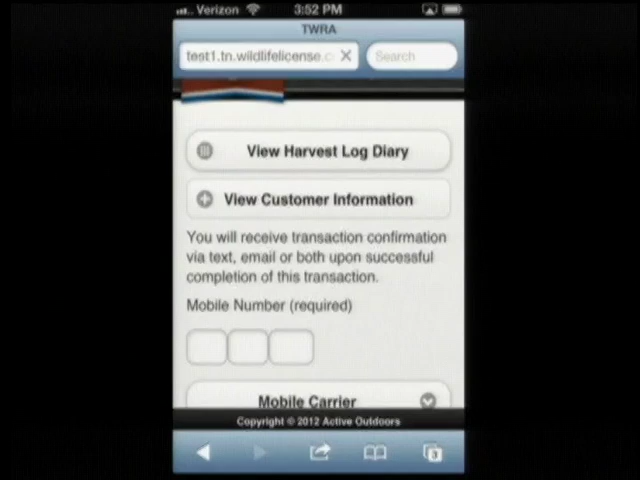 Verizon 3:52 PM
TWRA
test1.tn.wildlifelicense.c Search
View Harvest Log Diary
View Customer Information
You will receive transaction confirmation
via text, email or both upon successful
completion of this transaction.
Mobile Number (required)
Mobile Carrier
Copyright © 2012 Active Outdoors
3